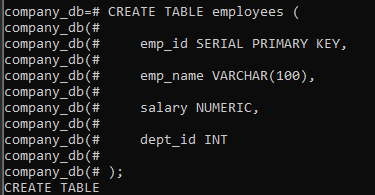 company_db=# CREATE TABLE employees (
company_db(#
company_db(#     emp_id SERIAL PRIMARY KEY,
company_db(#
company_db(#     emp_name VARCHAR(100),
company_db(#
company_db(#     salary NUMERIC,
company_db(#
company_db(#     dept_id INT
company_db(#
company_db(# );
CREATE TABLE